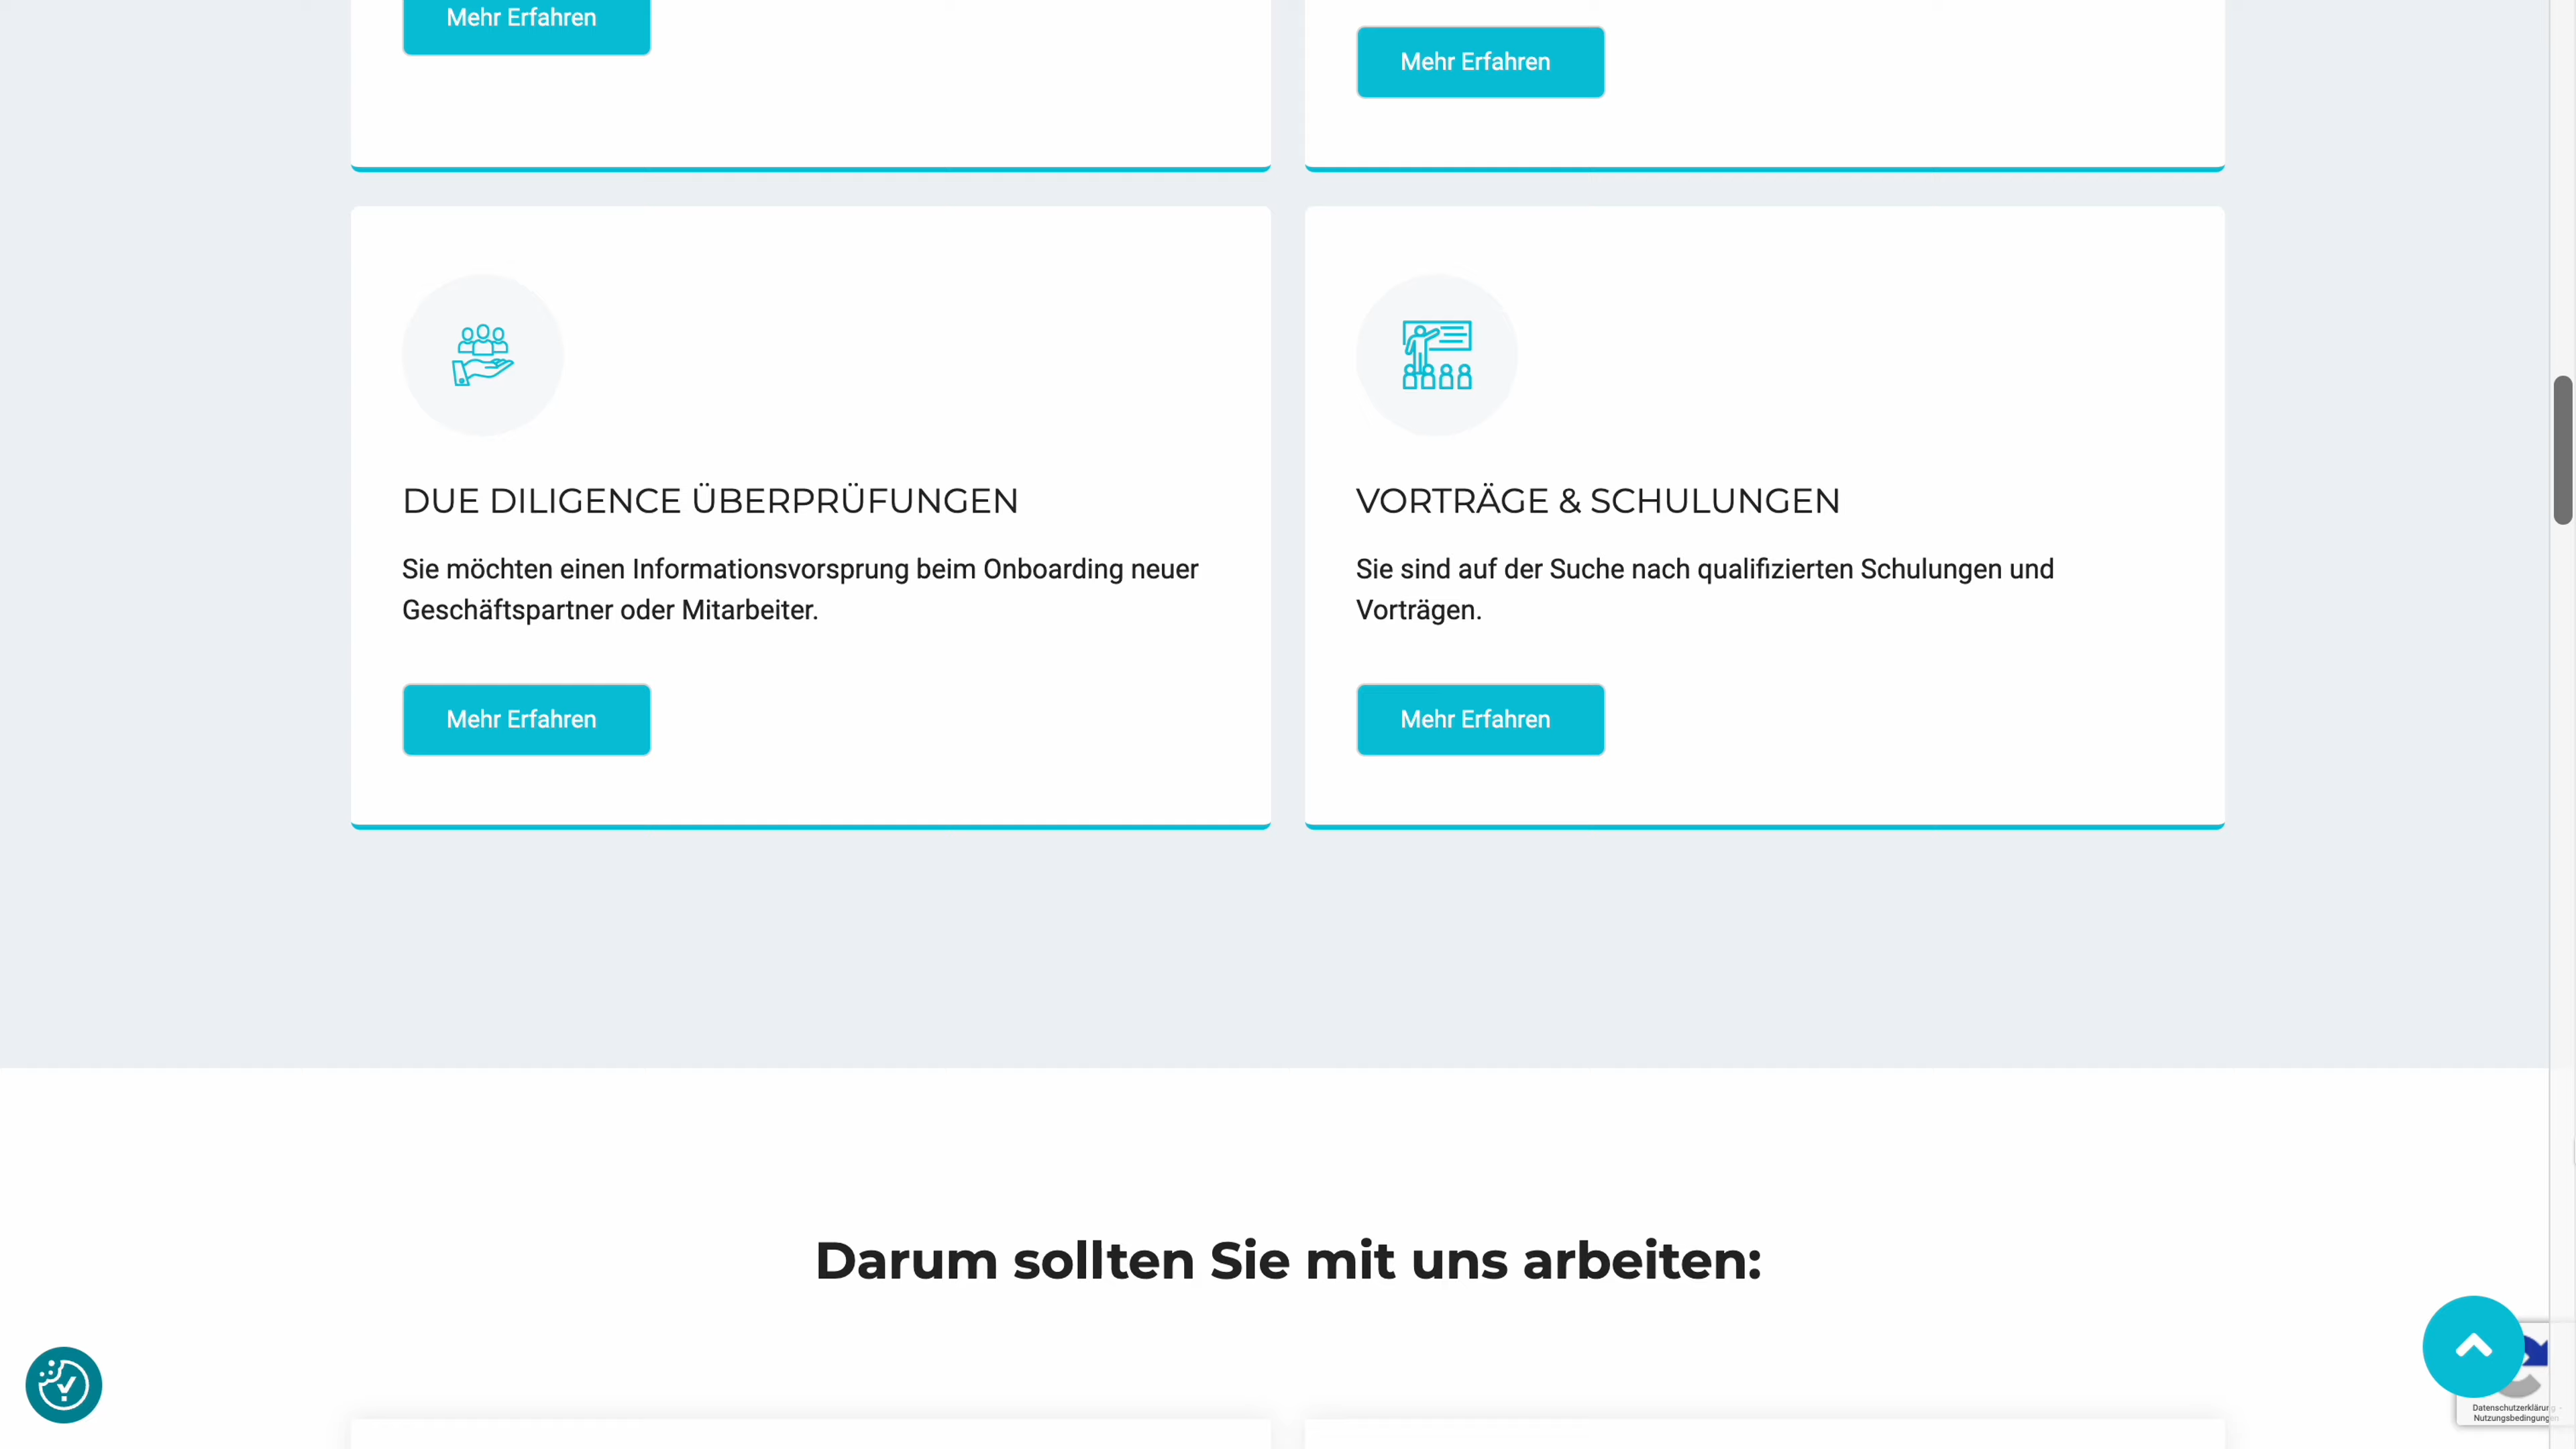 Mehr Erfahren
Mehr Erfahren
DUE DILIGENCE ÜBERPRÜFUNGEN
Sie möchten einen Informationsvorsprung beim Onboarding neuer
Geschäftspartner oder Mitarbeiter.
Mehr Erfahren
VORTRÄGE & SCHULUNGEN
Sie sind auf der Suche nach qualifizierten Schulungen und
Vorträgen.
Mehr Erfahren
Darum sollten Sie mit uns arbeiten:
Datenschutzerklärung -
Nutzungsbedingungen